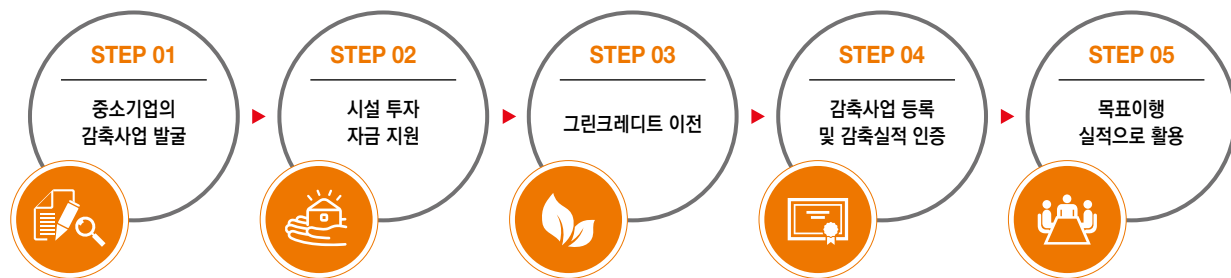 STEP 01
중소기업의
감축사업 발굴
STEP 02
시설 투자
자금 지원
STEP 03
그린크레디트 이전
STEP 04
감축사업 등록
및 감축실적 인증
STEP 05
목표이행
실적으로 활용